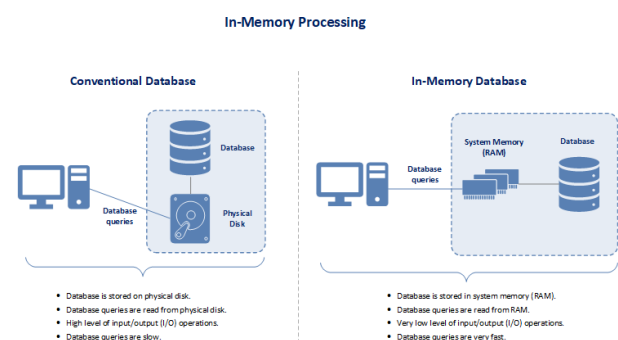 In-Memory Processing
Conventional Database
Database
Database
queries
Physical
Disk
• Database is stored on physical disk.
• Database queries are read from physical disk.
• High level of input/output (I/O) operations.
• Database queries are slow.
In-Memory Database
System Memory
(RAM)
Database
Database
queries
• Database is stored in system memory (RAM).
• Database queries are read from RAM.
• Very low level of input/output (I/O) operations.
• Database queries are very fast.